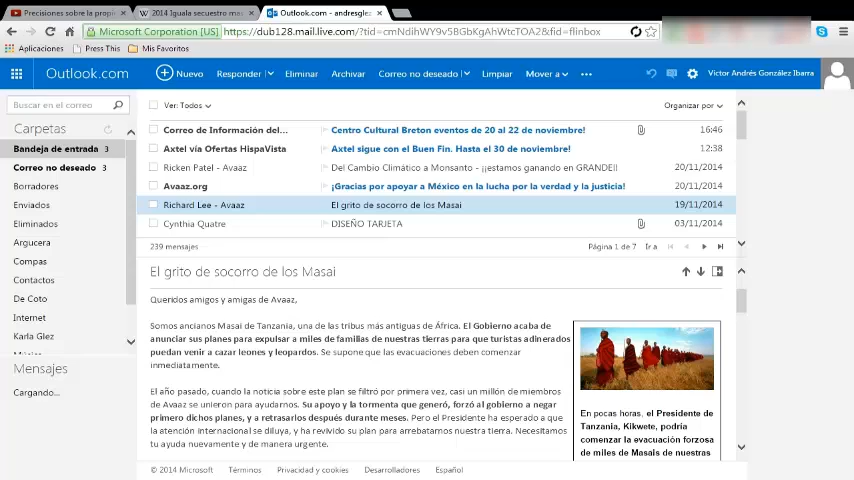 Precisiones sobre la propi
2014 Iguala secuestro ma
Outlook.com - andresglez
Microsoft Corporation [US] https://dub128.mail.live.com/?tid=cmNdihWY9v5BGbKgAhWtcTOA2&fid=flinbox
Aplicaciones Press This Mis Favoritos
Outlook.com Nuevo Responder Eliminar Archivar Correo no deseado Limpiar Mover a Victor Andrés González Ibarra
Buscar en el correo
Ver: Todos Organizar por
Carpetas
Bandeja de entrada 3
Correo no deseado 3
Borradores
Enviados
Eliminados
Argucera
Compas
Contactos
De Coto
Internet
Karla Glez
Música
Mensajes
Cargando...
Correo de Información del... Centro Cultural Breton eventos de 20 al 22 de noviembre! 16:46
Axtel vía Ofertas HispaVista Axtel sigue con el Buen Fin. Hasta el 30 de noviembre! 12:38
Ricken Patel - Avaaz Del Cambio Climático a Monsanto - ¡¡estamos ganando en GRANDE!! 20/11/2014
Avaaz.org ¡Gracias por apoyar a México en la lucha por la verdad y la justicia! 20/11/2014
Richard Lee - Avaaz El grito de socorro de los Masai 19/11/2014
Cynthia Quatre DISEÑO TARJETA 03/11/2014
239 mensajes Página 1 de 7 Ir a
El grito de socorro de los Masai
Queridos amigos y amigas de Avaaz,
Somos ancianos Masai de Tanzania, una de las tribus más antiguas de África. El Gobierno acaba de
anunciar sus planes para expulsar a miles de familias de nuestras tierras para que turistas adinerados
puedan venir a cazar leones y leopardos. Se supone que las evacuaciones deben comenzar
inmediatamente.
El año pasado, cuando la noticia sobre este plan se filtró por primera vez, casi un millón de miembros
de Avaaz se unieron para ayudarnos. Su apoyo y la tormenta que generó, forzó al gobierno a negar
primero dichos planes, y a retrasarlos después durante meses. Pero el Presidente ha esperado a que
la atención internacional se diluya, y ha revivido su plan para arrebatarnos nuestra tierra. Necesitamos
tu ayuda nuevamente y de manera urgente.
En pocas horas, el Presidente de
Tanzania, Kikwete, podría
comenzar la evacuación forzosa
de miles de Masais de nuestras
© 2014 Microsoft Términos Privacidad y cookies Desarrolladores Español